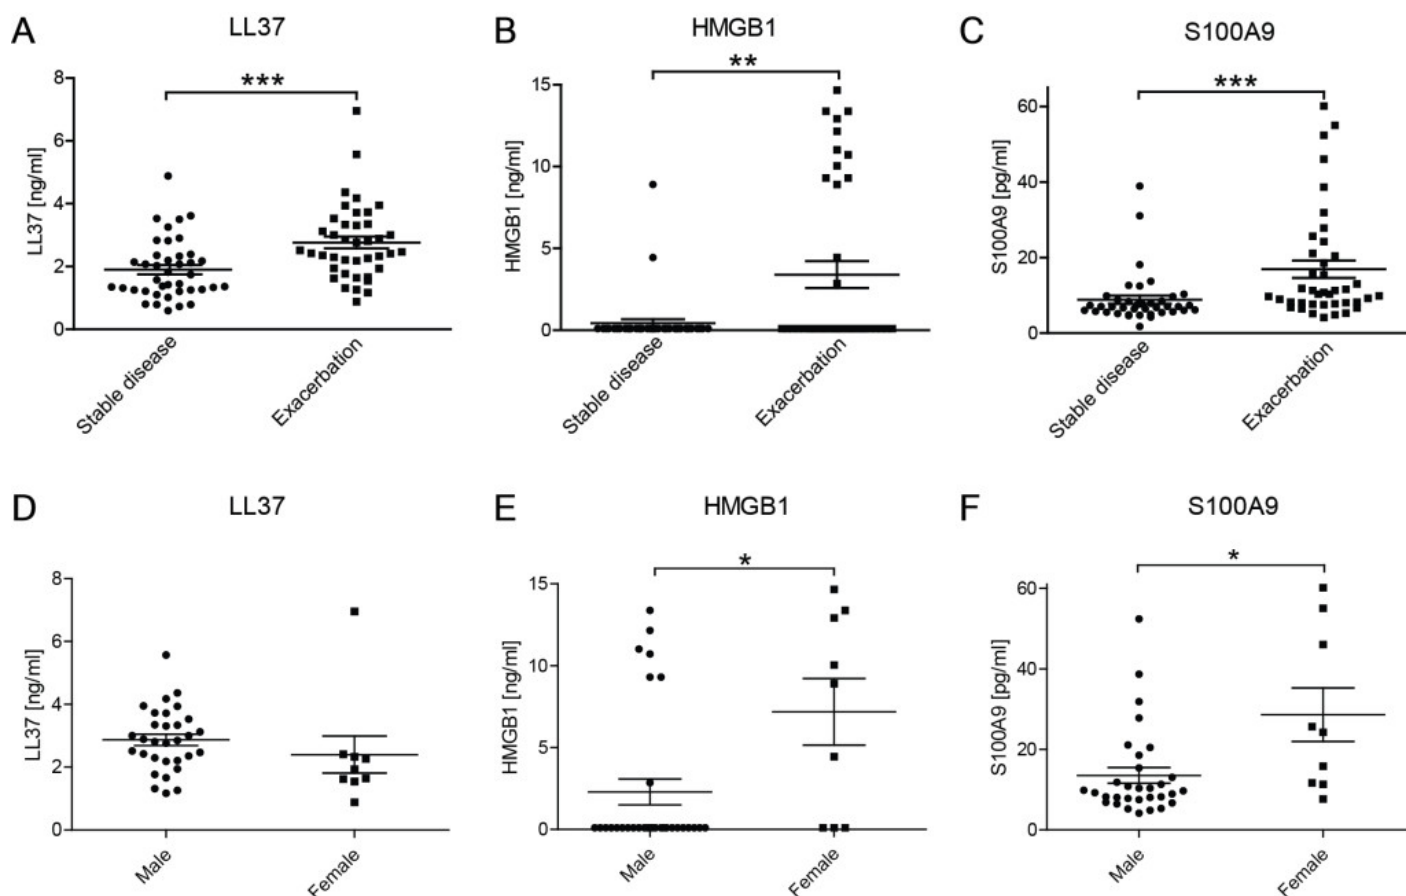 A LL37
LL37 [ng/ml]
8
6
4
2
0
***
Stable disease
Exacerbation
B HMGB1
HMGB1 [ng/ml]
15
10
5
0
**
Stable disease
Exacerbation
C S100A9
S100A9 [pg/ml]
60
40
20
0
***
Stable disease
Exacerbation
D LL37
LL37 [ng/ml]
8
6
4
2
0
Male
Female
E HMGB1
HMGB1 [ng/ml]
15
10
5
0
*
Male
Female
F S100A9
S100A9 [pg/ml]
60
40
20
0
*
Male
Female